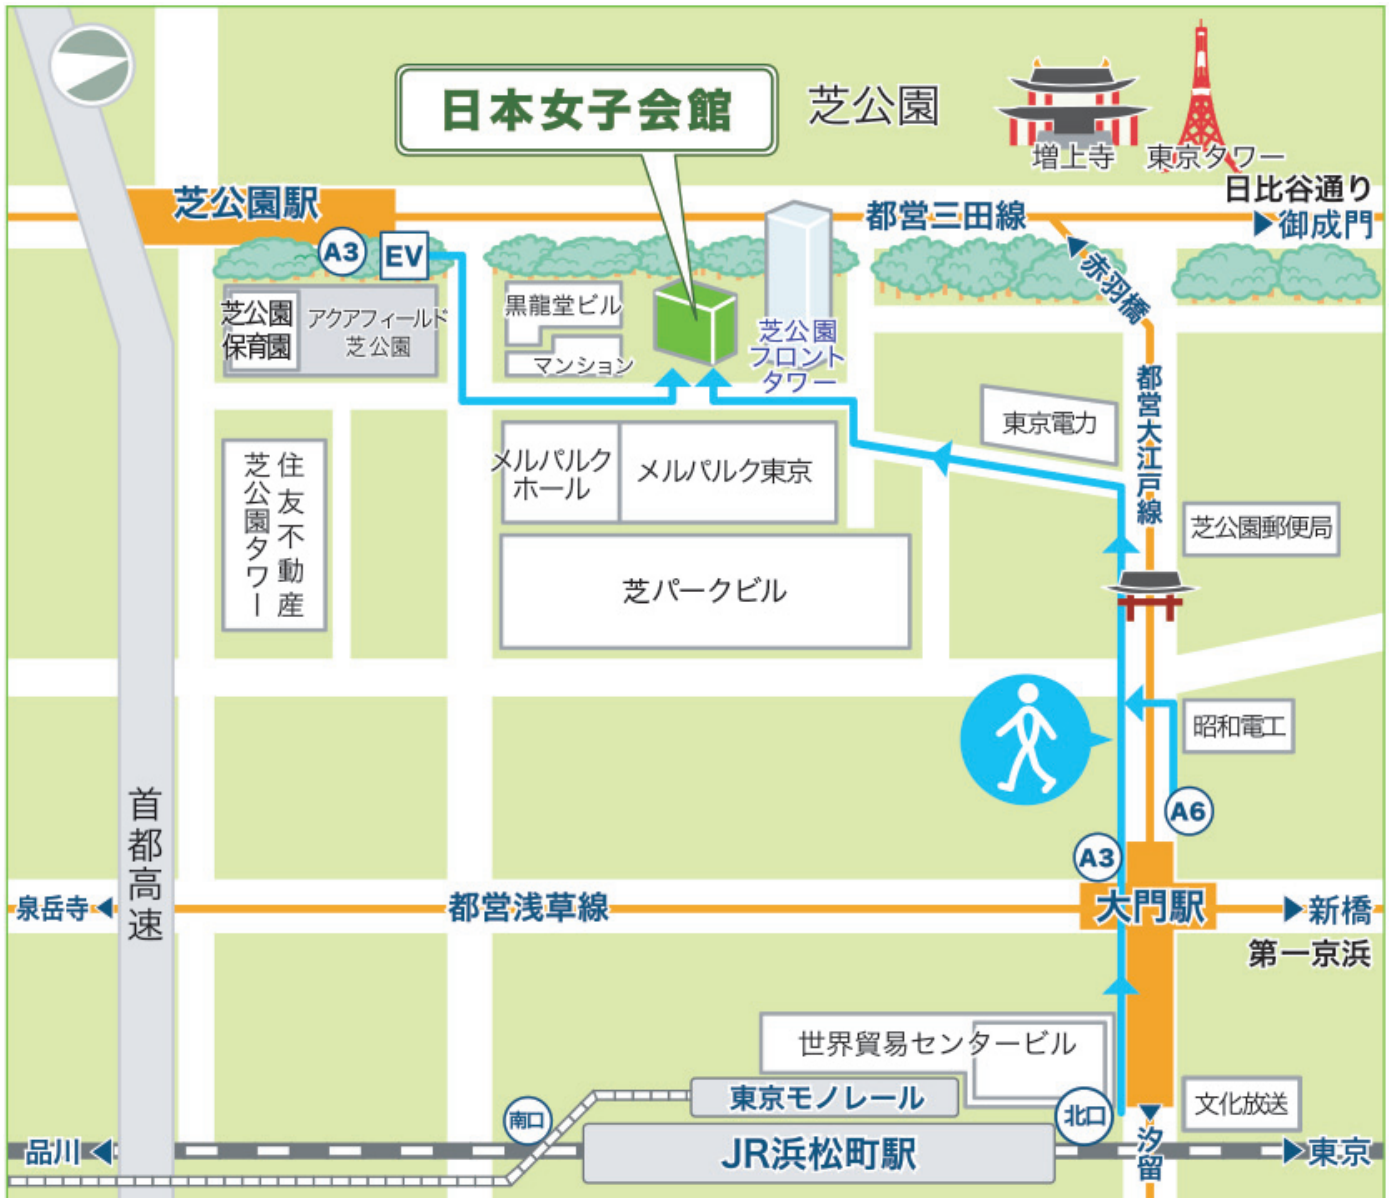 日本女子会館
芝公園
増上寺
東京タワー
日比谷通り
芝公園駅
都営三田線
御成門
A3
EV
赤羽橋
芝公園
保育園
アクアフィールド
芝公園
黒龍堂ビル
マンション
芝公園
フロント
タワー
都営大江戸線
東京電力
住友不動産
芝公園タワー
メルパルク
ホール
メルパルク東京
芝公園郵便局
芝パークビル
昭和電工
首都高速
A6
A3
泉岳寺
都営浅草線
大門駅
新橋
第一京浜
世界貿易センタービル
東京モノレール
南口
北口
文化放送
品川
JR浜松町駅
汐留
東京